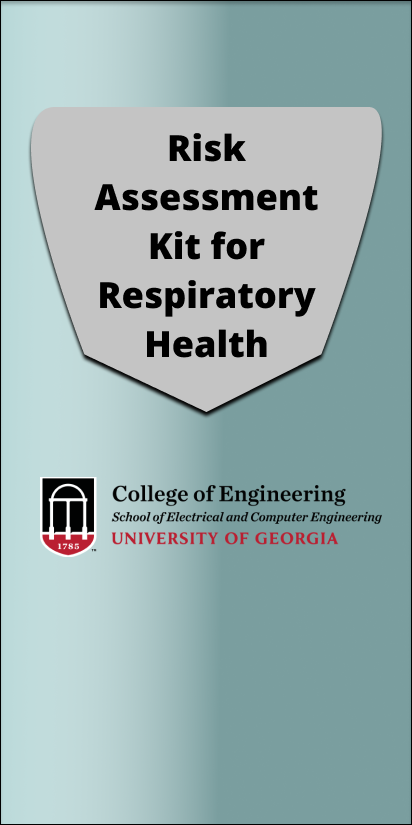 Risk
Assessment
Kit for
Respiratory
Health
College of Engineering
School of Electrical and Computer Engineering
UNIVERSITY OF GEORGIA
1785
™